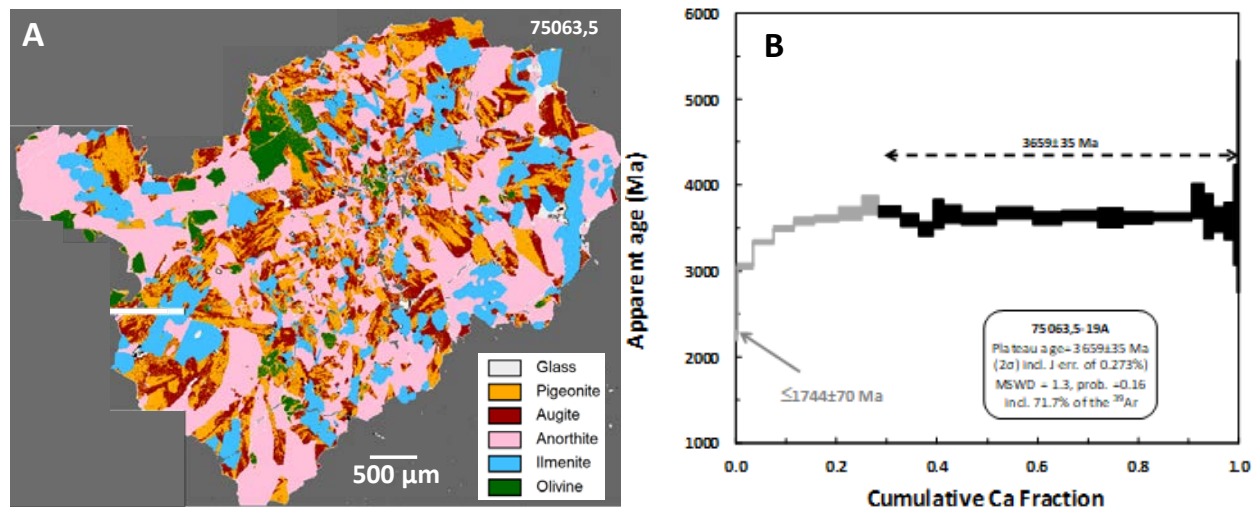 A
75063,5
Glass
Pigeonite
Augite
Anorthite
Ilmenite
Olivine
500 μm
B
6000
5000
4000
3000
2000
1000
Apparent age (Ma)
3659±35 Ma
≤1744±70 Ma
75063,5-19A
Plateau age=3659±35 Ma
(2σ) incl. J err. of 0.273%)
MSWD = 1.3, prob. =0.16
incl. 71.7% of the ³⁹Ar
0.0 0.2 0.4 0.6 0.8 1.0
Cumulative Ca Fraction